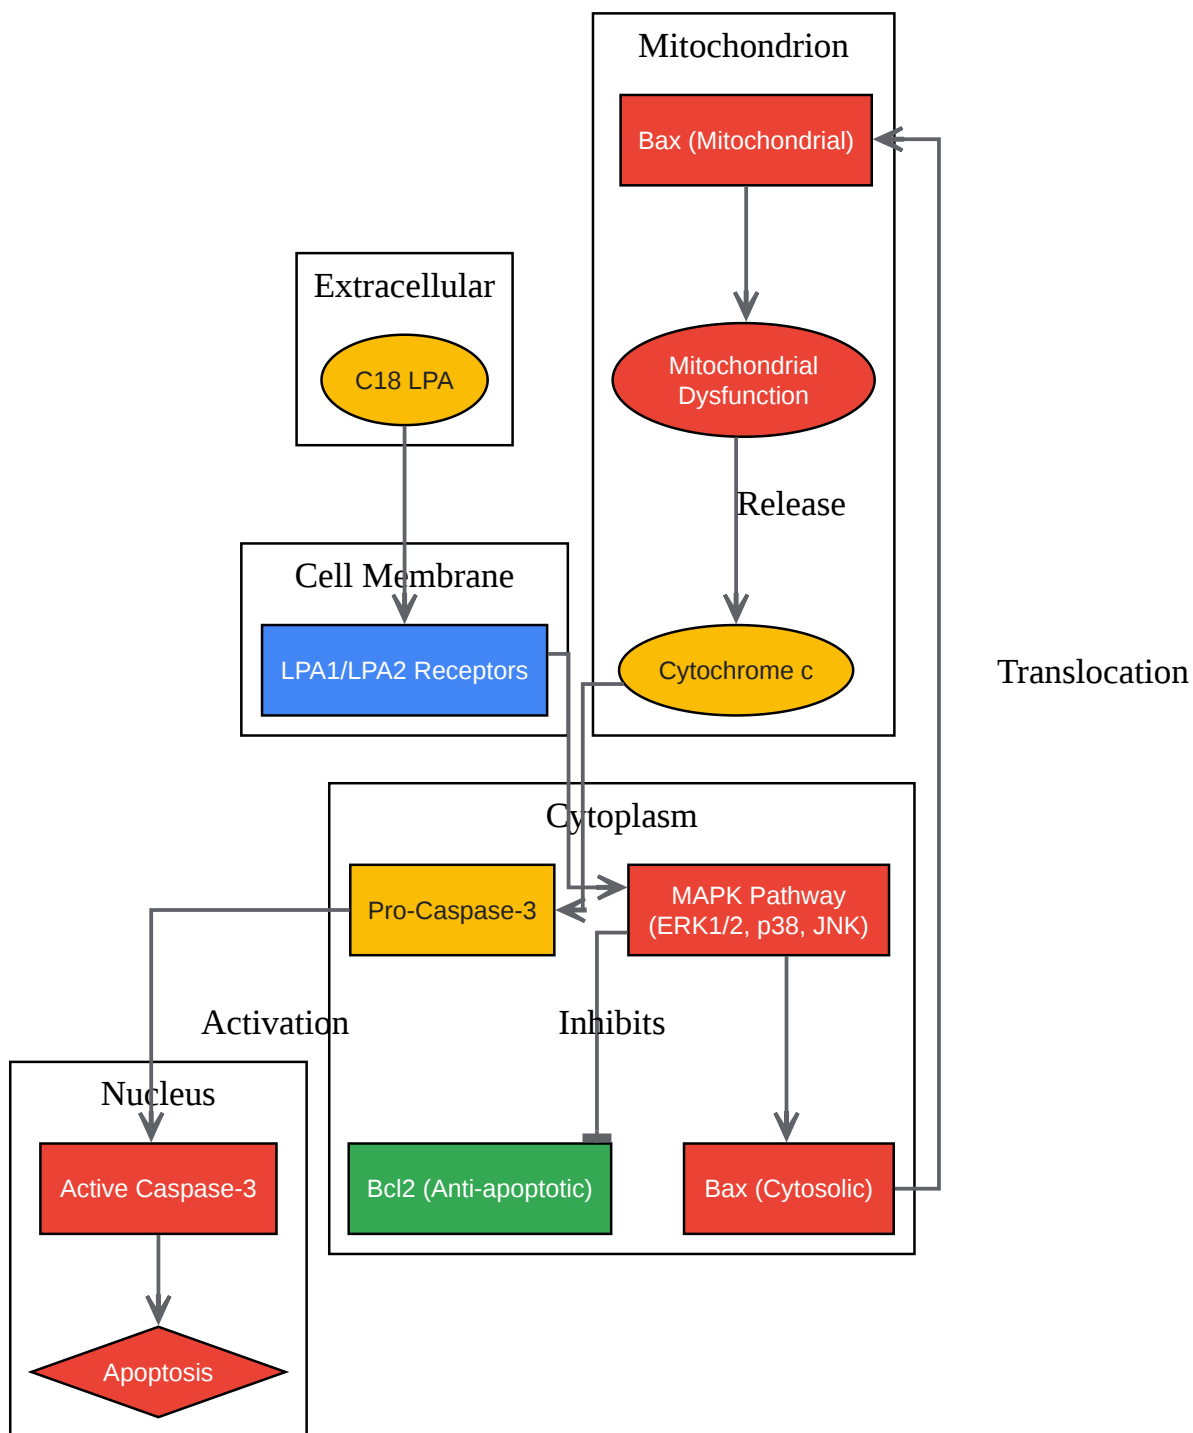 Mitochondrion
Bax (Mitochondrial)
Extracellular
C18 LPA
Mitochondrial
Dysfunction
Release
Cell Membrane
LPA1/LPA2 Receptors
Cytochrome c
Translocation
Cytoplasm
Pro-Caspase-3
MAPK Pathway
(ERK1/2, p38, JNK)
Activation
Inhibits
Nucleus
Active Caspase-3
Bcl2 (Anti-apoptotic)
Bax (Cytosolic)
Apoptosis